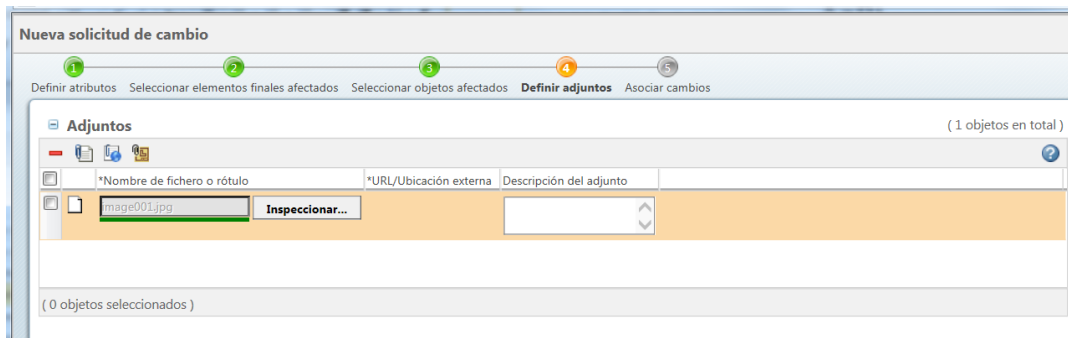 Nueva solicitud de cambio
1 2 3 4 5
Definir atributos Seleccionar elementos finales afectados Seleccionar objetos afectados Definir adjuntos Asociar cambios
Adjuntos ( 1 objetos en total )
*Nombre de fichero o rótulo *URL/Ubicación externa Descripción del adjunto
image001.jpg Inspeccionar...
( 0 objetos seleccionados )